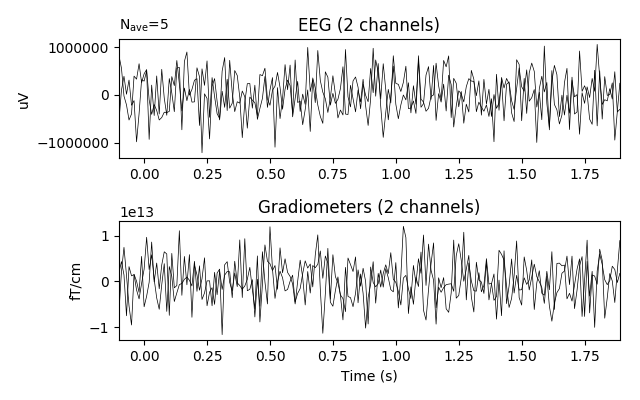 N_ave=5
EEG (2 channels)
1000000
0
−1000000
uV
0.00 0.25 0.50 0.75 1.00 1.25 1.50 1.75
1e13
Gradiometers (2 channels)
1
0
−1
fT/cm
0.00 0.25 0.50 0.75 1.00 1.25 1.50 1.75
Time (s)